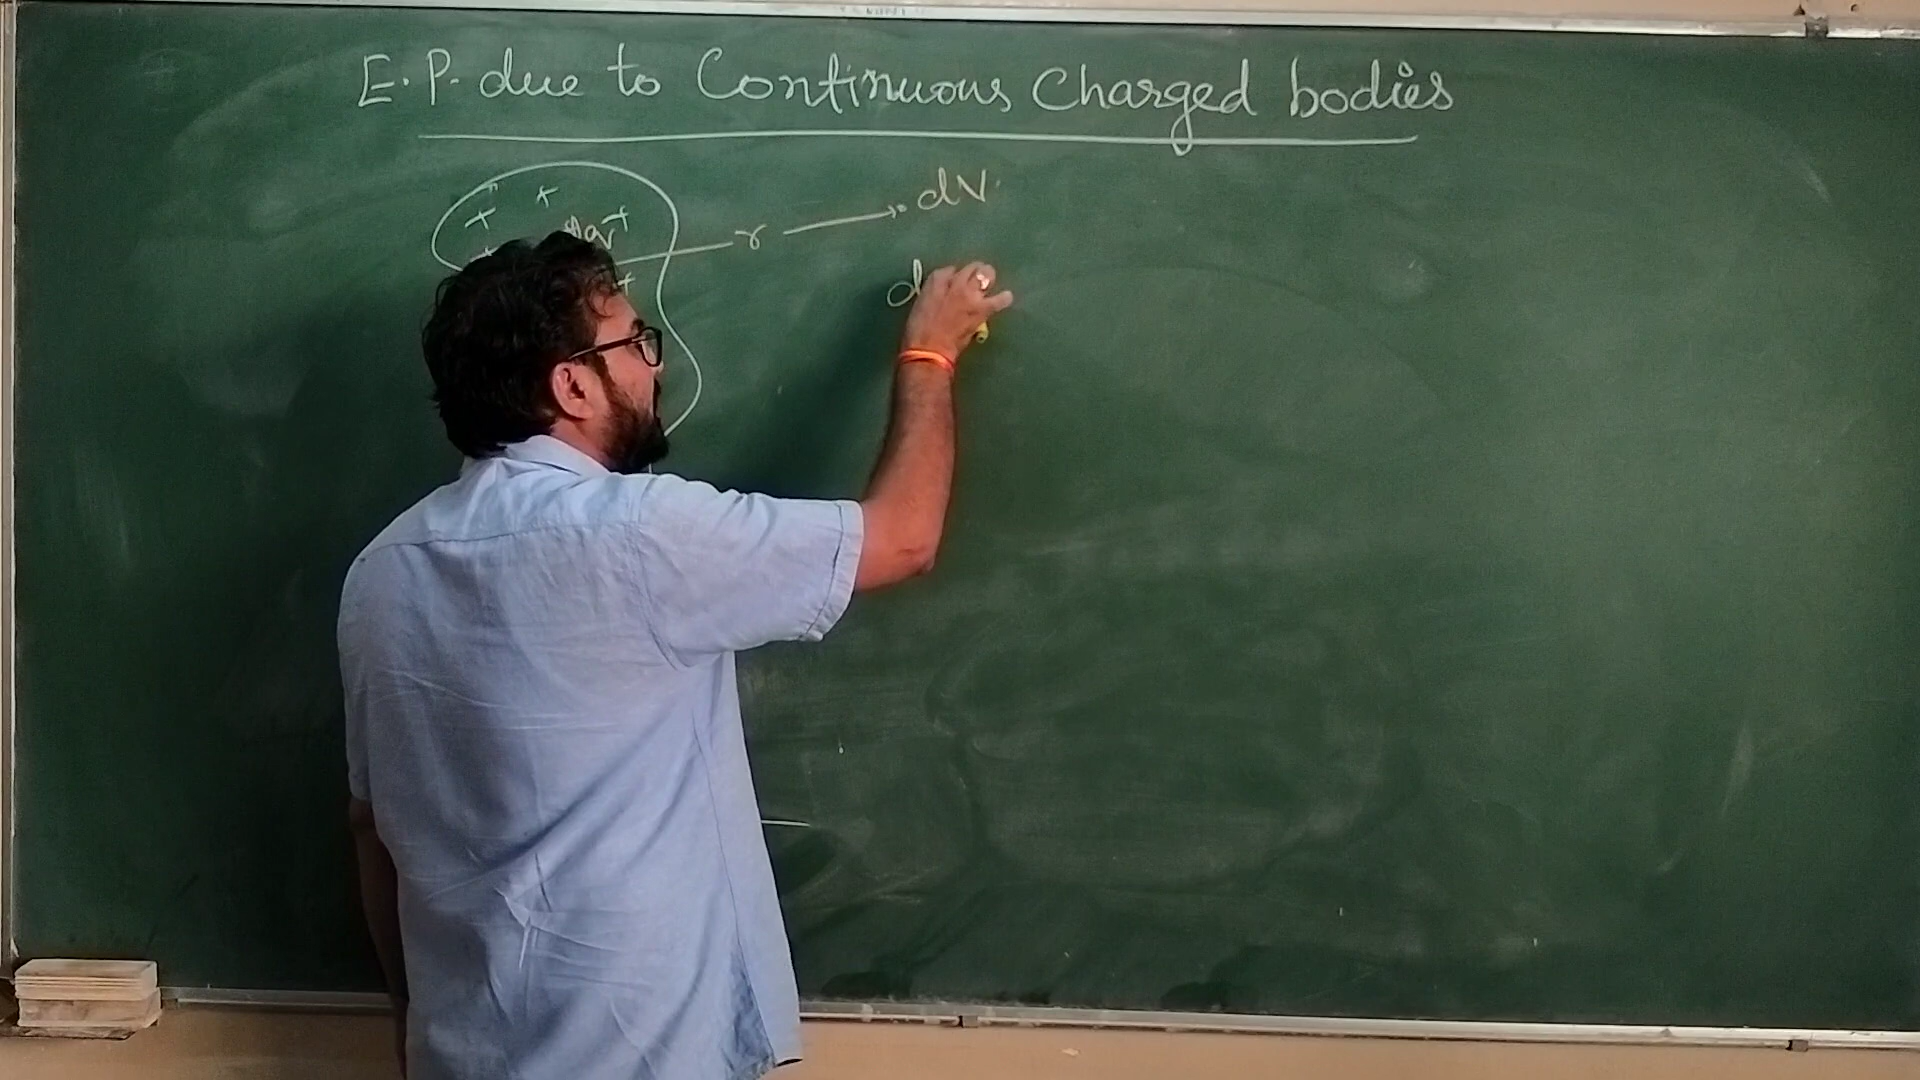 E.P. due to Continuous Charged bodies
+ + dq +
r dV
+ +
d